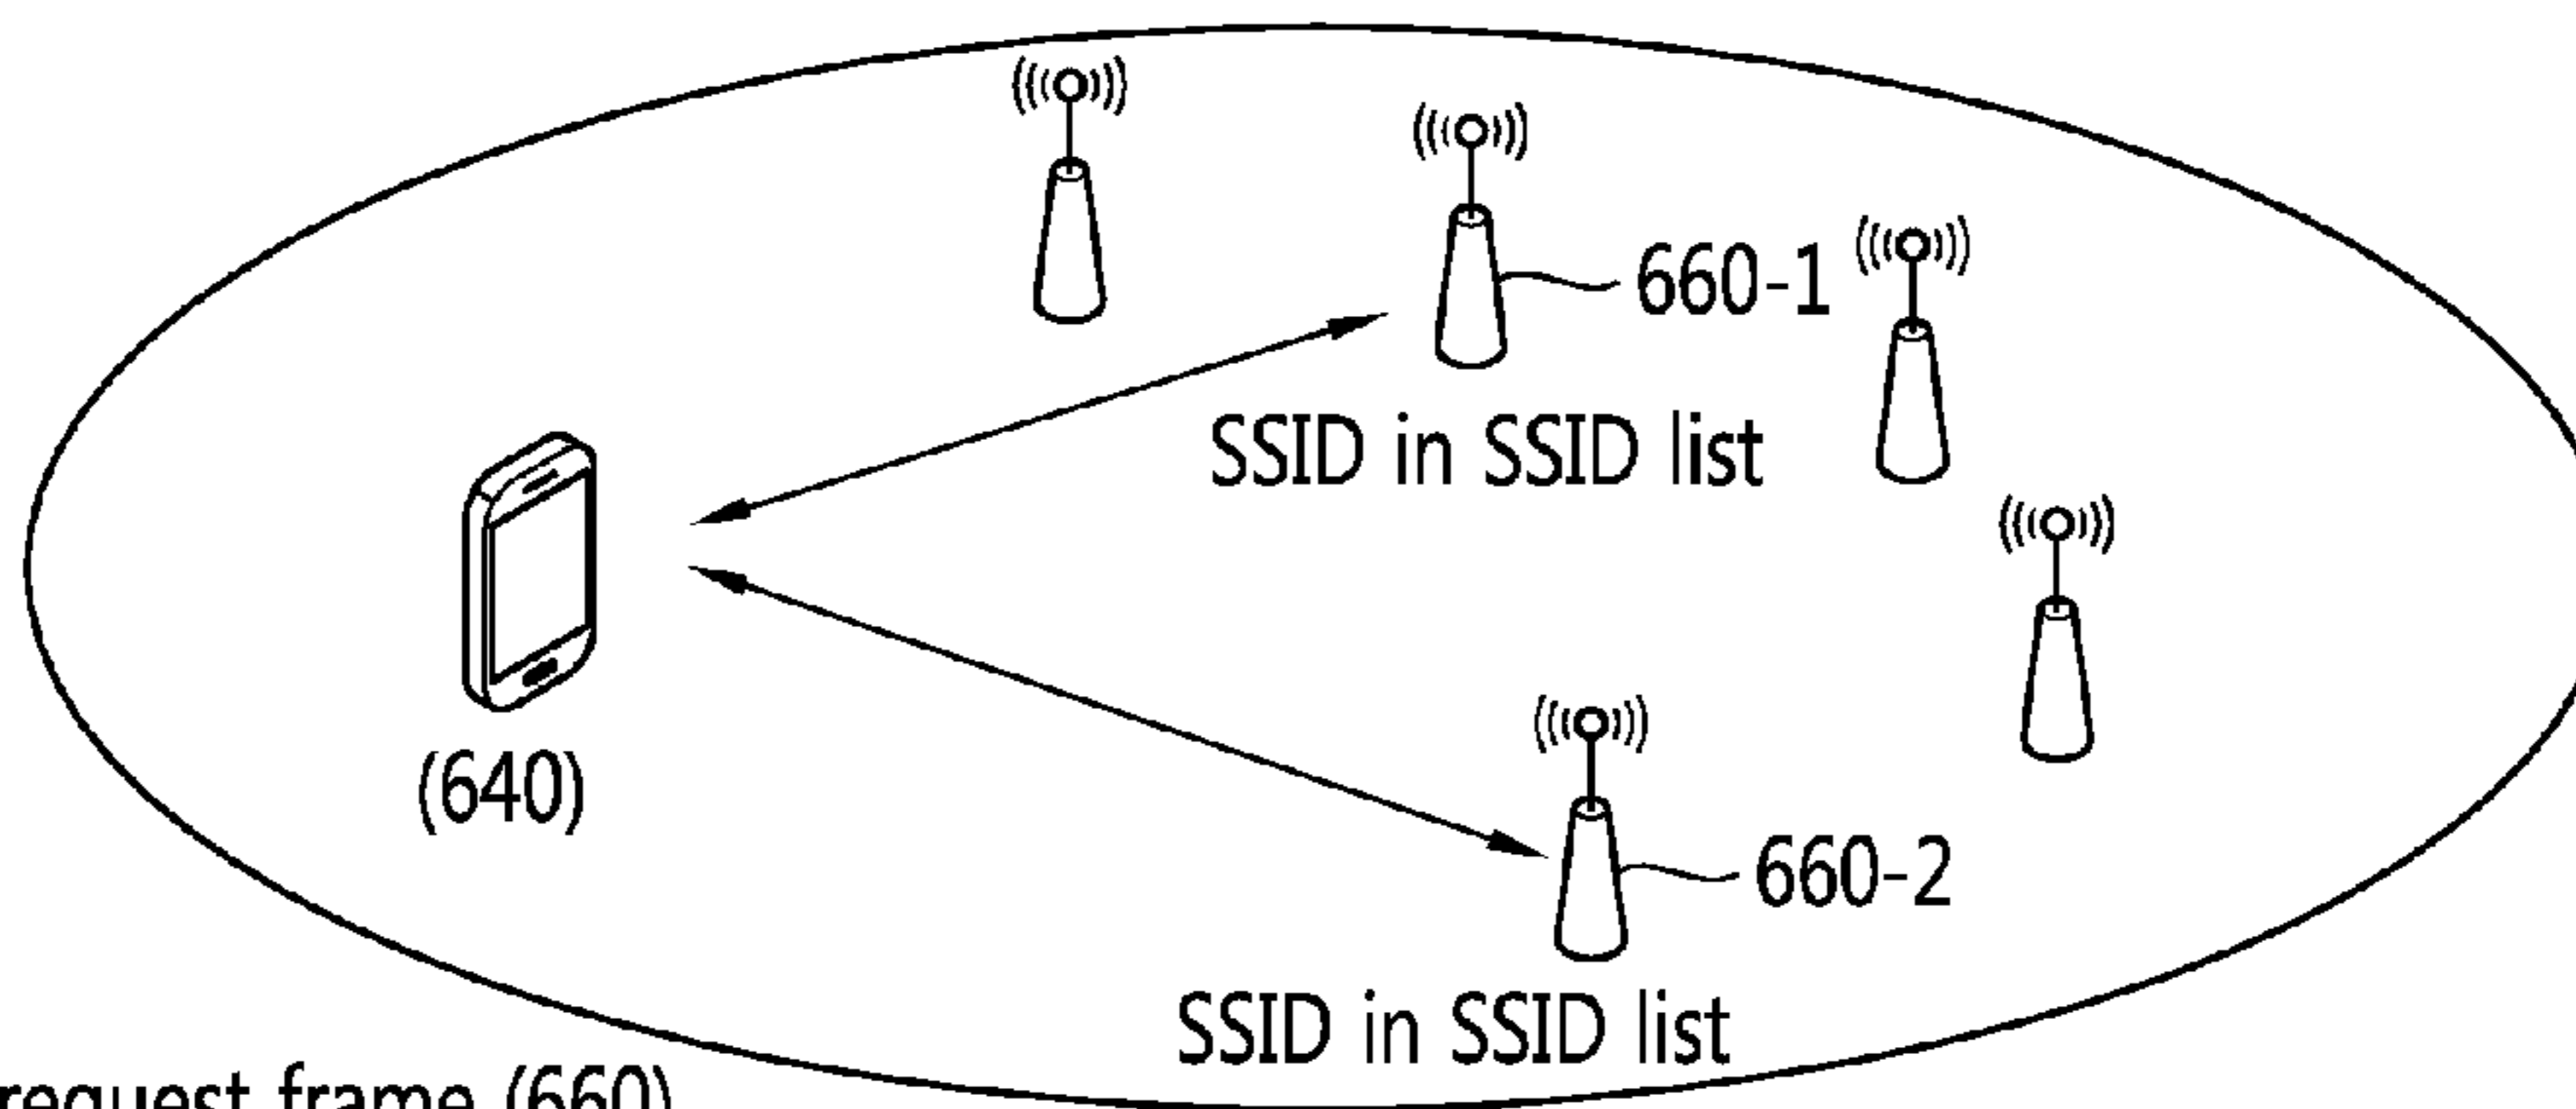 660-1
SSID in SSID list
(640)
660-2
SSID in SSID list
request frame (660)